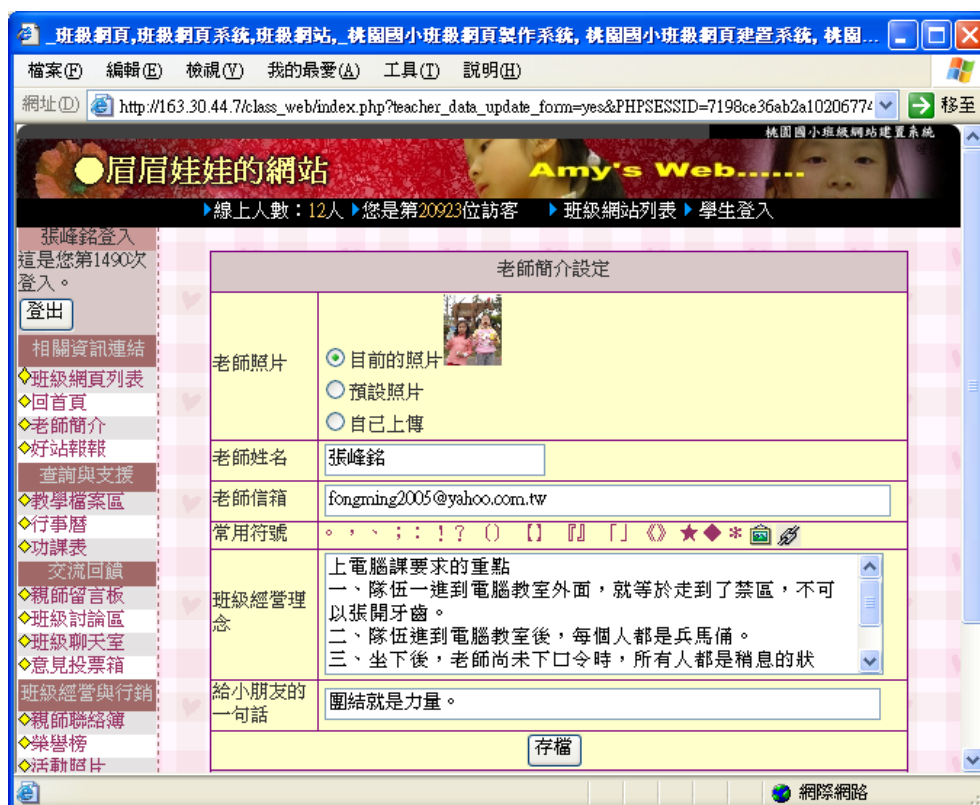 _班級網頁,班級網頁系統,班級網站,_桃園國小班級網頁製作系統, 桃園國小班級網頁建置系統, 桃園...
檔案(F) 編輯(E) 檢視(V) 我的最愛(A) 工具(T) 說明(H)
網址(D) http://163.30.44.7/class_web/index.php?teacher_data_update_form=yes&PHPSESSID=7198ce36ab2a10206774 移至
桃園國小班級網站建置系統
眉眉娃娃的網站 Amy's Web......
線上人數:12人 您是第20923位訪客 班級網站列表 學生登入
張峰銘登入
這是您第1490次
登入。
登出
相關資訊連結
班級網頁列表
回首頁
老師簡介
好站報報
查詢與支援
教學檔案區
行事曆
功課表
交流回饋
親師留言板
班級討論區
班級聊天室
意見投票箱
班級經營與行銷
親師聯絡簿
榮譽榜
活動照片
老師簡介設定
老師照片
目前的照片
預設照片
自己上傳
老師姓名 張峰銘
老師信箱 fongming2005@yahoo.com.tw
常用符號 。 , 、 ; : ! ? () 【】 『』 「」 《》 ★ ◆ *
班級經營理
念
上電腦課要求的重點
一、隊伍一進到電腦教室外面,就等於走到了禁區,不可
以張開牙齒。
二、隊伍進到電腦教室後,每個人都是兵馬俑。
三、坐下後,老師尚未下口令時,所有人都是稍息的狀
給小朋友的
一句話
團結就是力量。
存檔
網際網路